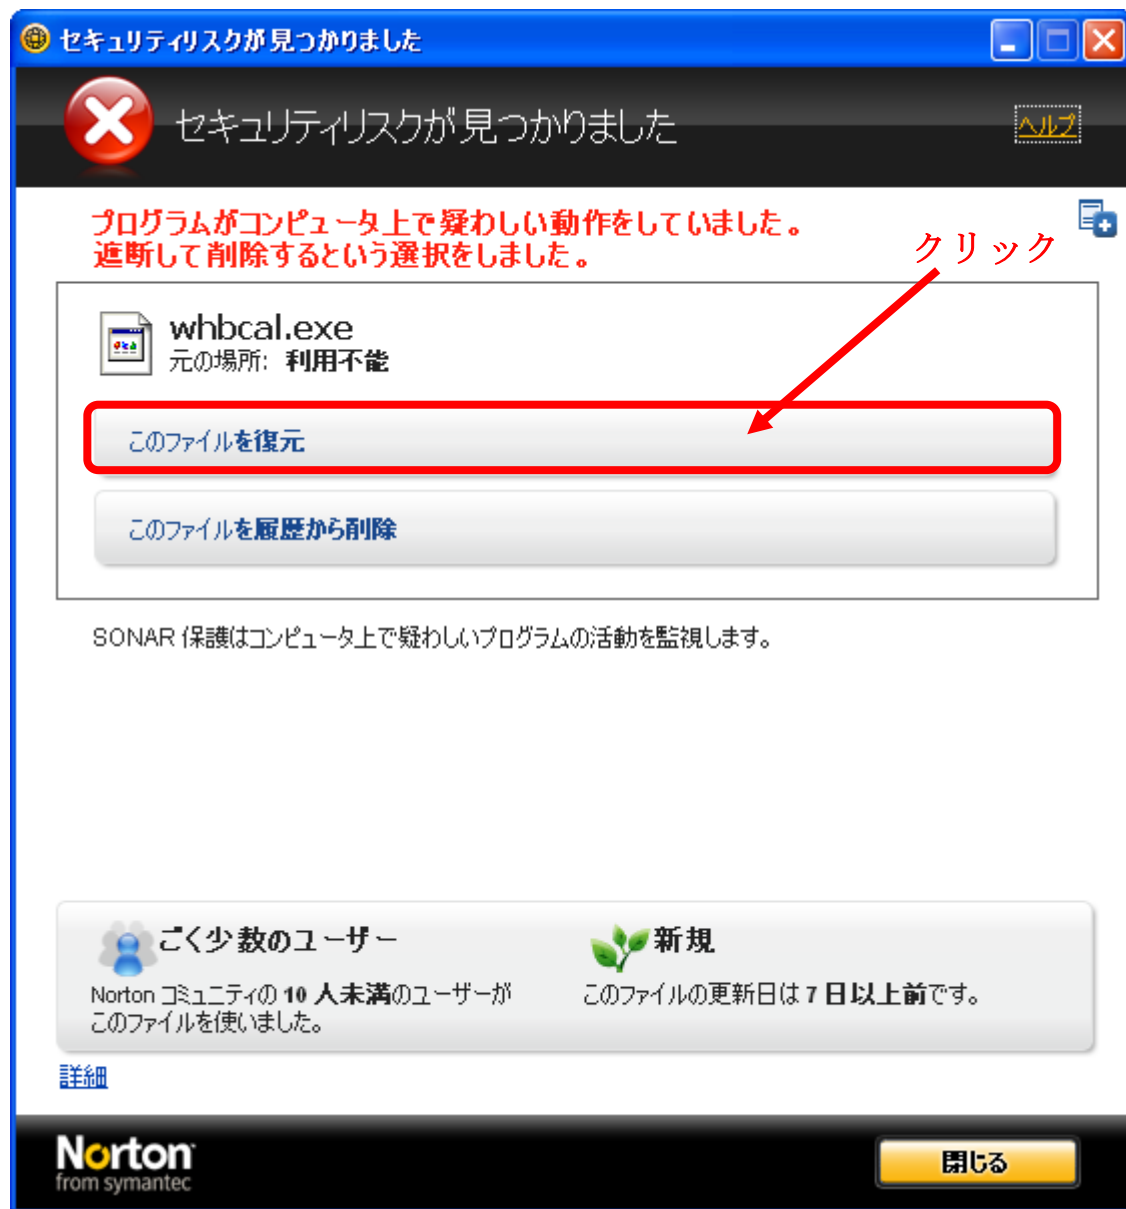 セキュリティリスクが見つかりました
セキュリティリスクが見つかりました
ヘルプ
プログラムがコンピュータ上で疑わしい動作をしていました。
遮断して削除するという選択をしました。
クリック
whbcal.exe
元の場所: 利用不能
このファイルを復元
このファイルを履歴から削除
SONAR 保護はコンピュータ上で疑わしいプログラムの活動を監視します。
ごく少数のユーザー
Norton コミュニティの 10 人未満のユーザーが
このファイルを使いました。
新規
このファイルの更新日は 7 日以上前です。
詳細
Norton
from symantec
閉じる